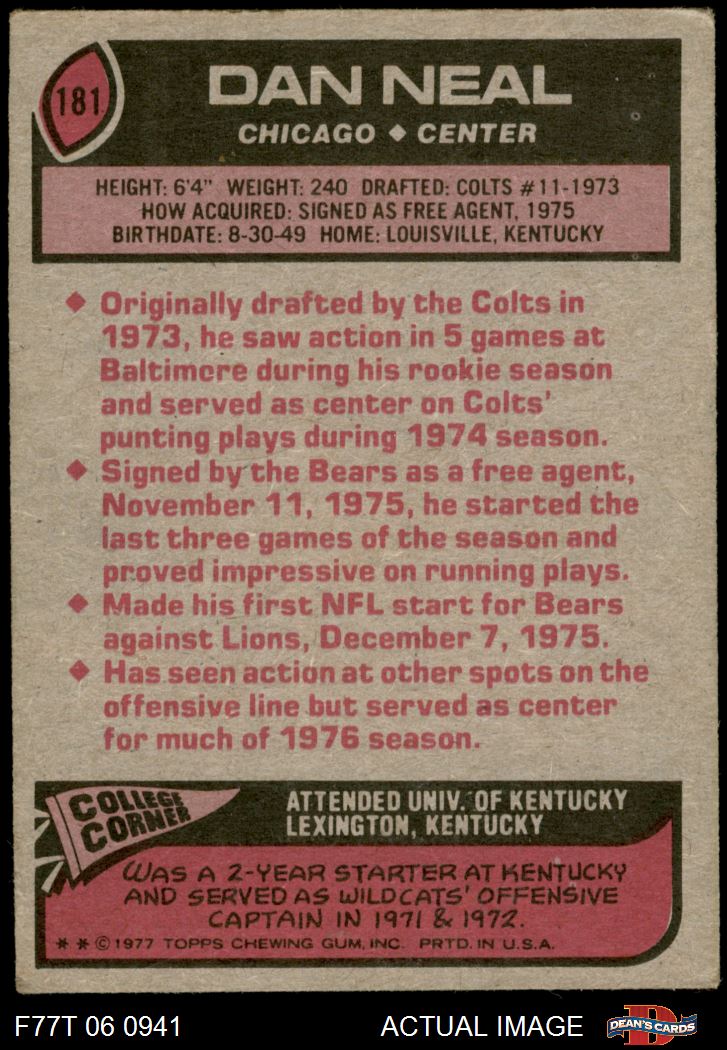 181
DAN NEAL
CHICAGO ◆ CENTER
HEIGHT: 6'4" WEIGHT: 240 DRAFTED: COLTS #11-1973
HOW ACQUIRED: SIGNED AS FREE AGENT, 1975
BIRTHDATE: 8-30-49 HOME: LOUISVILLE, KENTUCKY
◆ Originally drafted by the Colts in
1973, he saw action in 5 games at
Baltimore during his rookie season
and served as center on Colts'
punting plays during 1974 season.
◆ Signed by the Bears as a free agent,
November 11, 1975, he started the
last three games of the season and
proved impressive on running plays.
◆ Made his first NFL start for Bears
against Lions, December 7, 1975.
◆ Has seen action at other spots on the
offensive line but served as center
for much of 1976 season.
COLLEGE
CORNER
ATTENDED UNIV. OF KENTUCKY
LEXINGTON, KENTUCKY
WAS A 2-YEAR STARTER AT KENTUCKY
AND SERVED AS WILDCATS' OFFENSIVE
CAPTAIN IN 1971 & 1972.
* * © 1977 TOPPS CHEWING GUM, INC. PRTD. IN U.S.A.
F77T 06 0941 ACTUAL IMAGE
D
DEAN'S CARDS